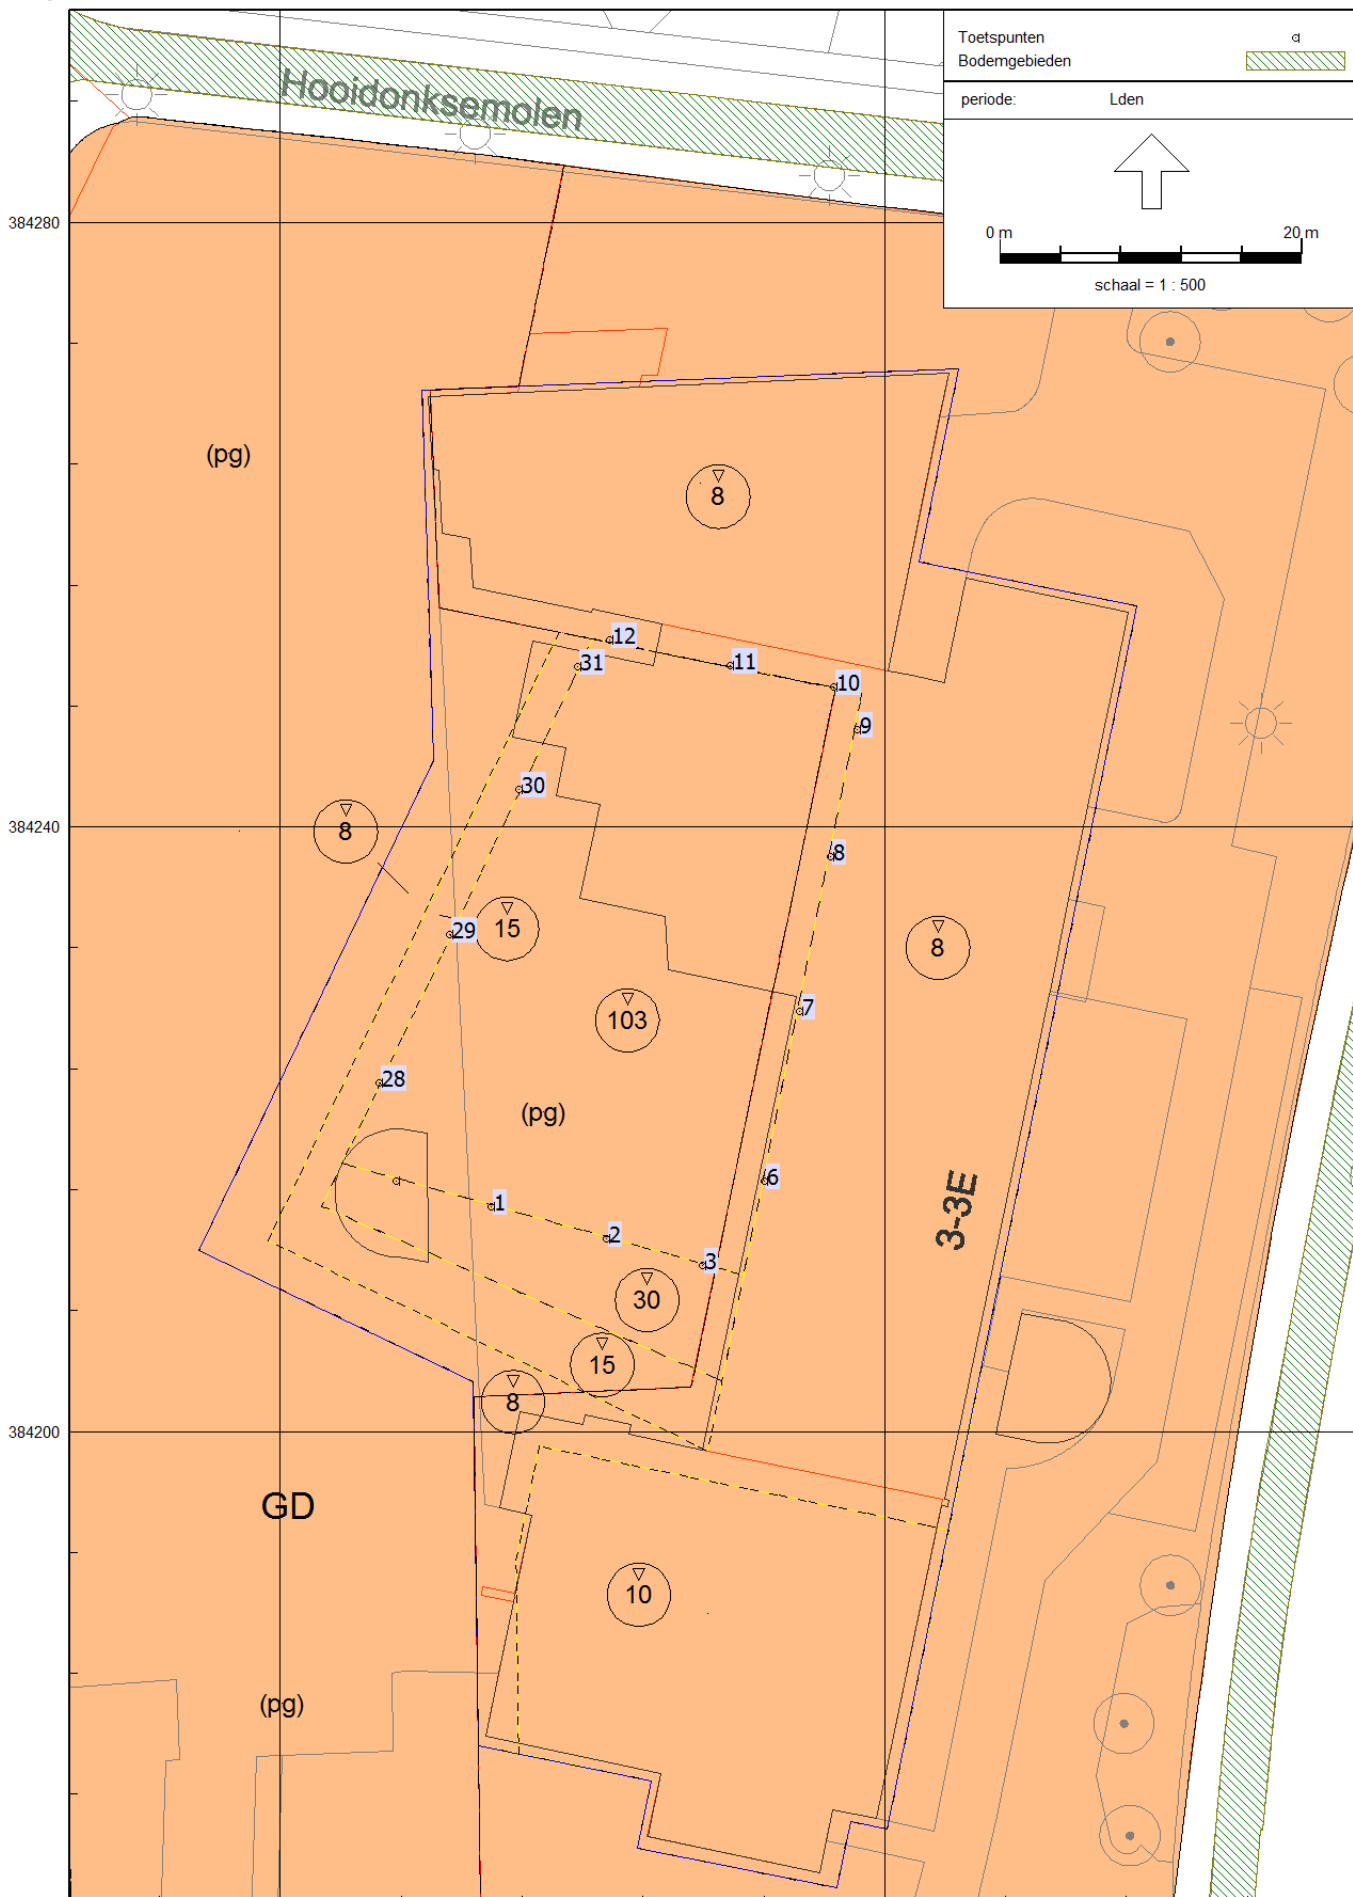 Toetspunten
Bodemgebieden
periode: Lden
0 m 20 m
schaal = 1 : 500
Hooidonksemolen
384280
(pg)
8
12
31
11
10
9
30
384240
8
8
29
15
8
103
7
28
(pg)
6
1
2
3
3-3E
30
15
8
384200
GD
10
(pg)